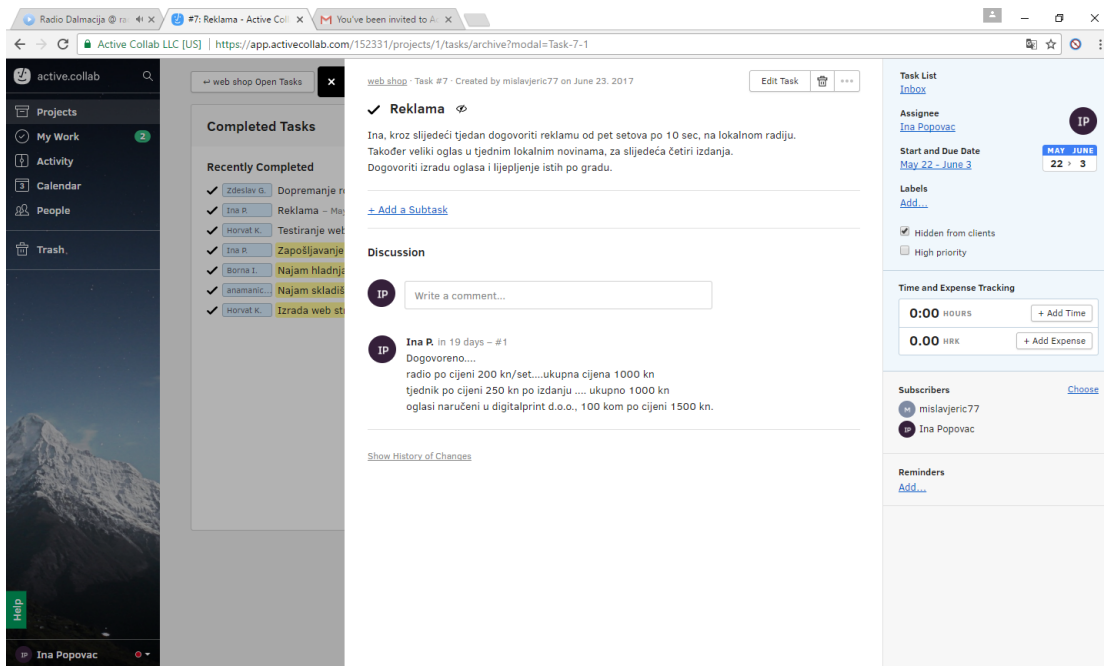 Radio Dalmacija @ ra
#7: Reklama - Active Coll
You've been invited to A
Active Collab LLC [US] | https://app.activecollab.com/152331/projects/1/tasks/archive?modal=Task-7-1
active.collab
Projects
My Work 2
Activity
3 Calendar
People
Trash
Help
IP Ina Popovac
web shop Open Tasks
Completed Tasks
Recently Completed
Zdeslav G. Dopremanje
Ina P. Reklama – May
Horvat K. Testiranje web
Ina P. Zapošljavanje
Borna I. Najam hladnja
anamanic... Najam skladiš
Horvat K. Izrada web str
web shop · Task #7 · Created by mislavjeric77 on June 23. 2017
Edit Task
Reklama
Ina, kroz slijedeći tjedan dogovoriti reklamu od pet setova po 10 sec, na lokalnom radiju.
Također veliki oglas u tjednim lokalnim novinama, za slijedeća četiri izdanja.
Dogovoriti izradu oglasa i lijepljenje istih po gradu.
+ Add a Subtask
Discussion
IP Write a comment...
IP Ina P. in 19 days – #1
Dogovoreno....
radio po cijeni 200 kn/set....ukupna cijena 1000 kn
tjednik po cijeni 250 kn po izdanju .... ukupno 1000 kn
oglasi naručeni u digitalprint d.o.o., 100 kom po cijeni 1500 kn.
Show History of Changes
Task List
Inbox
Assignee
Ina Popovac
IP
Start and Due Date
May 22 - June 3
MAY JUNE
22 › 3
Labels
Add...
Hidden from clients
High priority
Time and Expense Tracking
0:00 HOURS + Add Time
0.00 HRK + Add Expense
Subscribers Choose
M mislavjeric77
IP Ina Popovac
Reminders
Add...